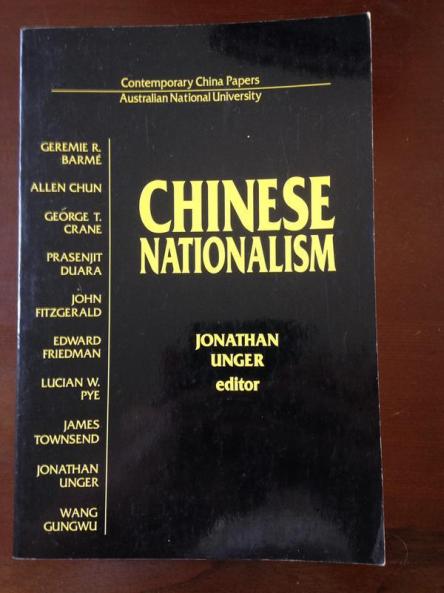 Contemporary China Papers
Australian National University
GEREMIE R.
BARMÉ
ALLEN CHUN
GEORGE T.
CRANE
PRASENJIT
DUARA
JOHN
FITZGERALD
EDWARD
FRIEDMAN
LUCIAN W.
PYE
JAMES
TOWNSEND
JONATHAN
UNGER
WANG
GUNGWU
CHINESE
NATIONALISM
JONATHAN
UNGER
editor